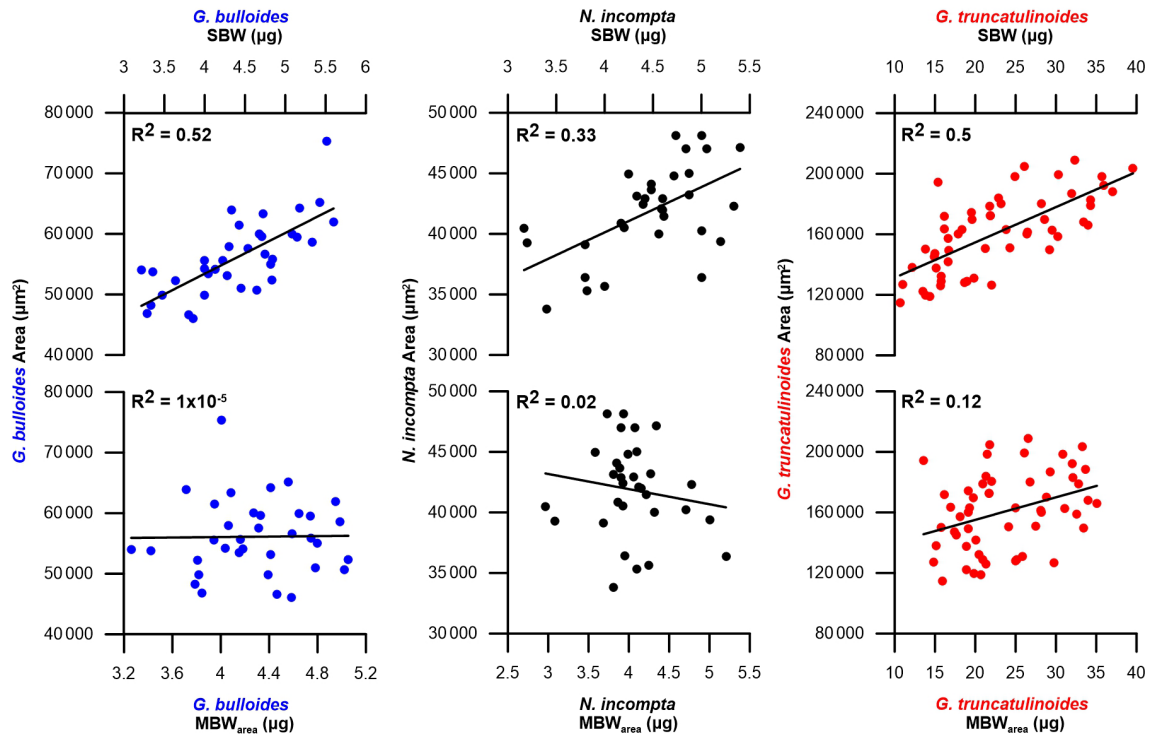 G. bulloides
SBW (µg)
3 3.5 4 4.5 5 5.5 6
N. incompta
SBW (µg)
3 3.5 4 4.5 5 5.5
G. truncatulinoides
SBW (µg)
10 15 20 25 30 35 40
G. bulloides Area (µm²)
80 000
70 000
60 000
50 000
40 000
R² = 0.52
N. incompta Area (µm²)
50 000
45 000
40 000
35 000
30 000
R² = 0.33
G. truncatulinoides Area (µm²)
240 000
200 000
160 000
120 000
80 000
R² = 0.5
80 000
70 000
60 000
50 000
40 000
R² = 1x10⁻⁵
3.2 3.6 4 4.4 4.8 5.2
G. bulloides
MBWarea (µg)
50 000
45 000
40 000
35 000
30 000
R² = 0.02
2.5 3 3.5 4 4.5 5 5.5
N. incompta
MBWarea (µg)
240 000
200 000
160 000
120 000
80 000
R² = 0.12
10 15 20 25 30 35 40
G. truncatulinoides
MBWarea (µg)